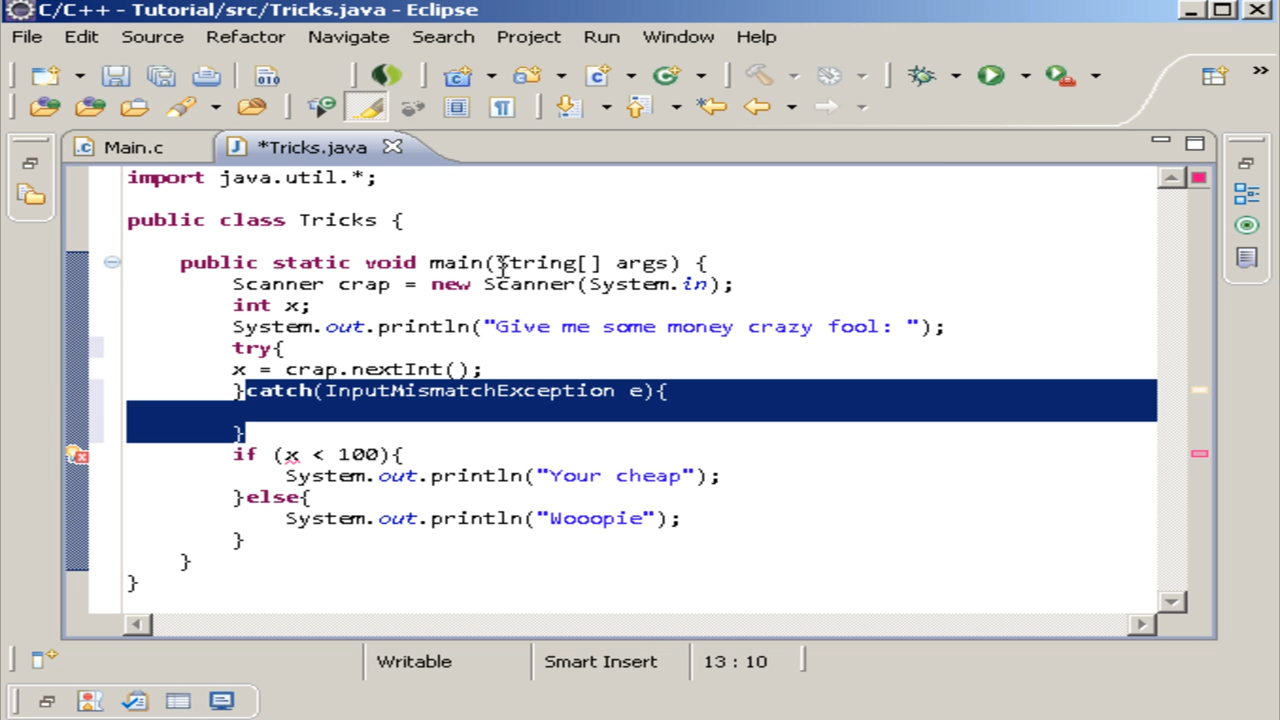 C/C++ - Tutorial/src/Tricks.java - Eclipse
File Edit Source Refactor Navigate Search Project Run Window Help
010
Main.c *Tricks.java
import java.util.*;
public class Tricks {
public static void main(String[] args) {
Scanner crap = new Scanner(System.in);
int x;
System.out.println("Give me some money crazy fool: ");
try{
x = crap.nextInt();
}catch(InputMismatchException e){
}
if (x < 100){
System.out.println("Your cheap");
}else{
System.out.println("Wooopie");
}
}
}
Writable Smart Insert 13 : 10